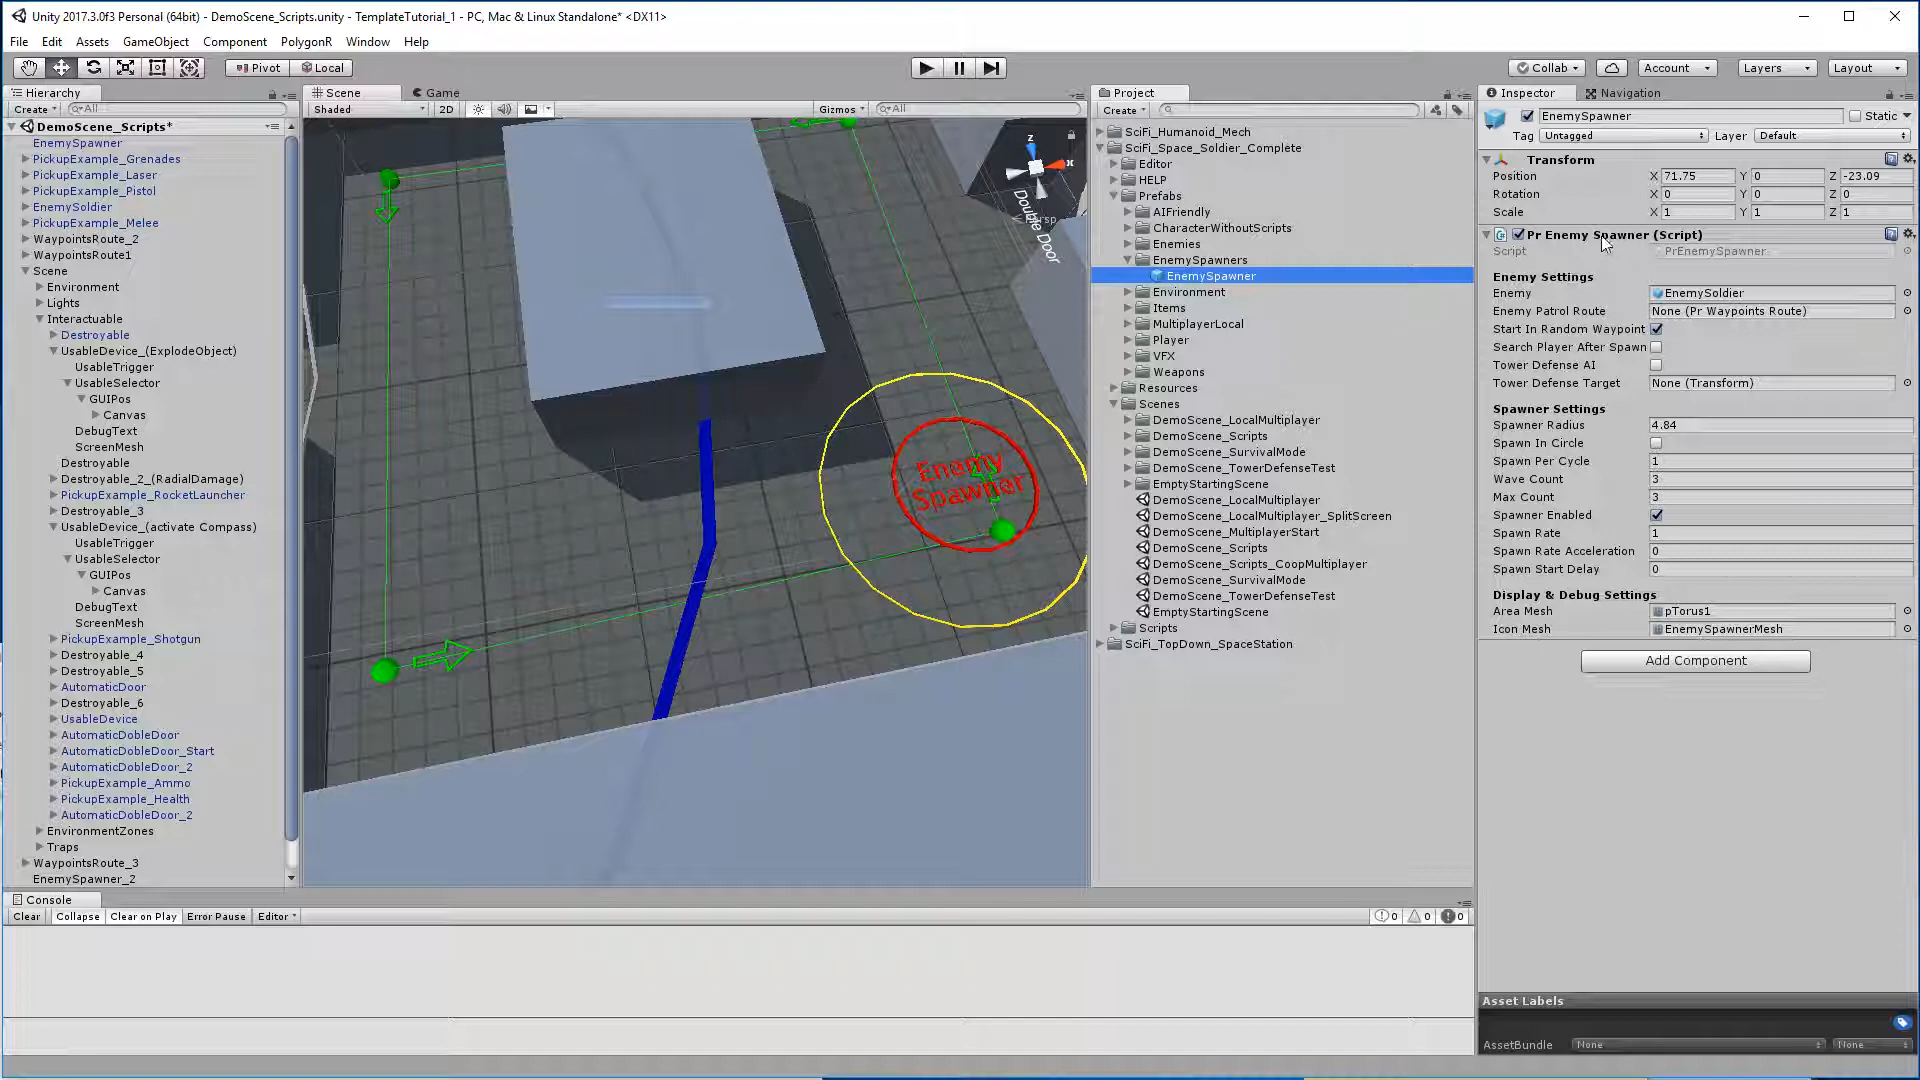 Unity 2017.3.0f3 Personal (64bit) - DemoScene_Scripts.unity - TemplateTutorial_1 - PC, Mac & Linux Standalone* <DX11>
File Edit Assets GameObject Component PolygonR Window Help
Pivot Local Collab Account Layers Layout
Hierarchy
Create All
DemoScene_Scripts*
EnemySpawner
PickupExample_Grenades
PickupExample_Laser
PickupExample_Pistol
EnemySoldier
PickupExample_Melee
WaypointsRoute_2
WaypointsRoute1
Scene
Environment
Lights
Interactuable
Destroyable
UsableDevice_(ExplodeObject)
UsableTrigger
UsableSelector
GUIPos
Canvas
DebugText
ScreenMesh
Destroyable
Destroyable_2_(RadialDamage)
PickupExample_RocketLauncher
Destroyable_3
UsableDevice_(activate Compass)
UsableTrigger
UsableSelector
GUIPos
Canvas
DebugText
ScreenMesh
PickupExample_Shotgun
Destroyable_4
Destroyable_5
AutomaticDoor
Destroyable_6
UsableDevice
AutomaticDobleDoor
AutomaticDobleDoor_Start
AutomaticDobleDoor_2
PickupExample_Ammo
PickupExample_Health
AutomaticDobleDoor_2
EnvironmentZones
Traps
WaypointsRoute_3
EnemySpawner_2
Scene Game
Shaded 2D Gizmos All
z
x
Persp
Double Door
Enemy
Spawner
Project
Create
SciFi_Humanoid_Mech
SciFi_Space_Soldier_Complete
Editor
HELP
Prefabs
AIFriendly
CharacterWithoutScripts
Enemies
EnemySpawners
EnemySpawner
Environment
Items
MultiplayerLocal
Player
VFX
Weapons
Resources
Scenes
DemoScene_LocalMultiplayer
DemoScene_Scripts
DemoScene_SurvivalMode
DemoScene_TowerDefenseTest
EmptyStartingScene
DemoScene_LocalMultiplayer
DemoScene_LocalMultiplayer_SplitScreen
DemoScene_MultiplayerStart
DemoScene_Scripts
DemoScene_Scripts_CoopMultiplayer
DemoScene_SurvivalMode
DemoScene_TowerDefenseTest
EmptyStartingScene
Scripts
SciFi_TopDown_SpaceStation
Inspector Navigation
EnemySpawner Static
Tag Untagged Layer Default
Transform
Position X 71.75 Y 0 Z -23.09
Rotation X 0 Y 0 Z 0
Scale X 1 Y 1 Z 1
Pr Enemy Spawner (Script)
Script PrEnemySpawner
Enemy Settings
Enemy EnemySoldier
Enemy Patrol Route None (Pr Waypoints Route)
Start In Random Waypoint
Search Player After Spawn
Tower Defense AI
Tower Defense Target None (Transform)
Spawner Settings
Spawner Radius 4.84
Spawn In Circle
Spawn Per Cycle 1
Wave Count 3
Max Count 3
Spawner Enabled
Spawn Rate 1
Spawn Rate Acceleration 0
Spawn Start Delay 0
Display & Debug Settings
Area Mesh pTorus1
Icon Mesh EnemySpawnerMesh
Add Component
Asset Labels
AssetBundle None None
Console
Clear Collapse Clear on Play Error Pause Editor 0 0 0